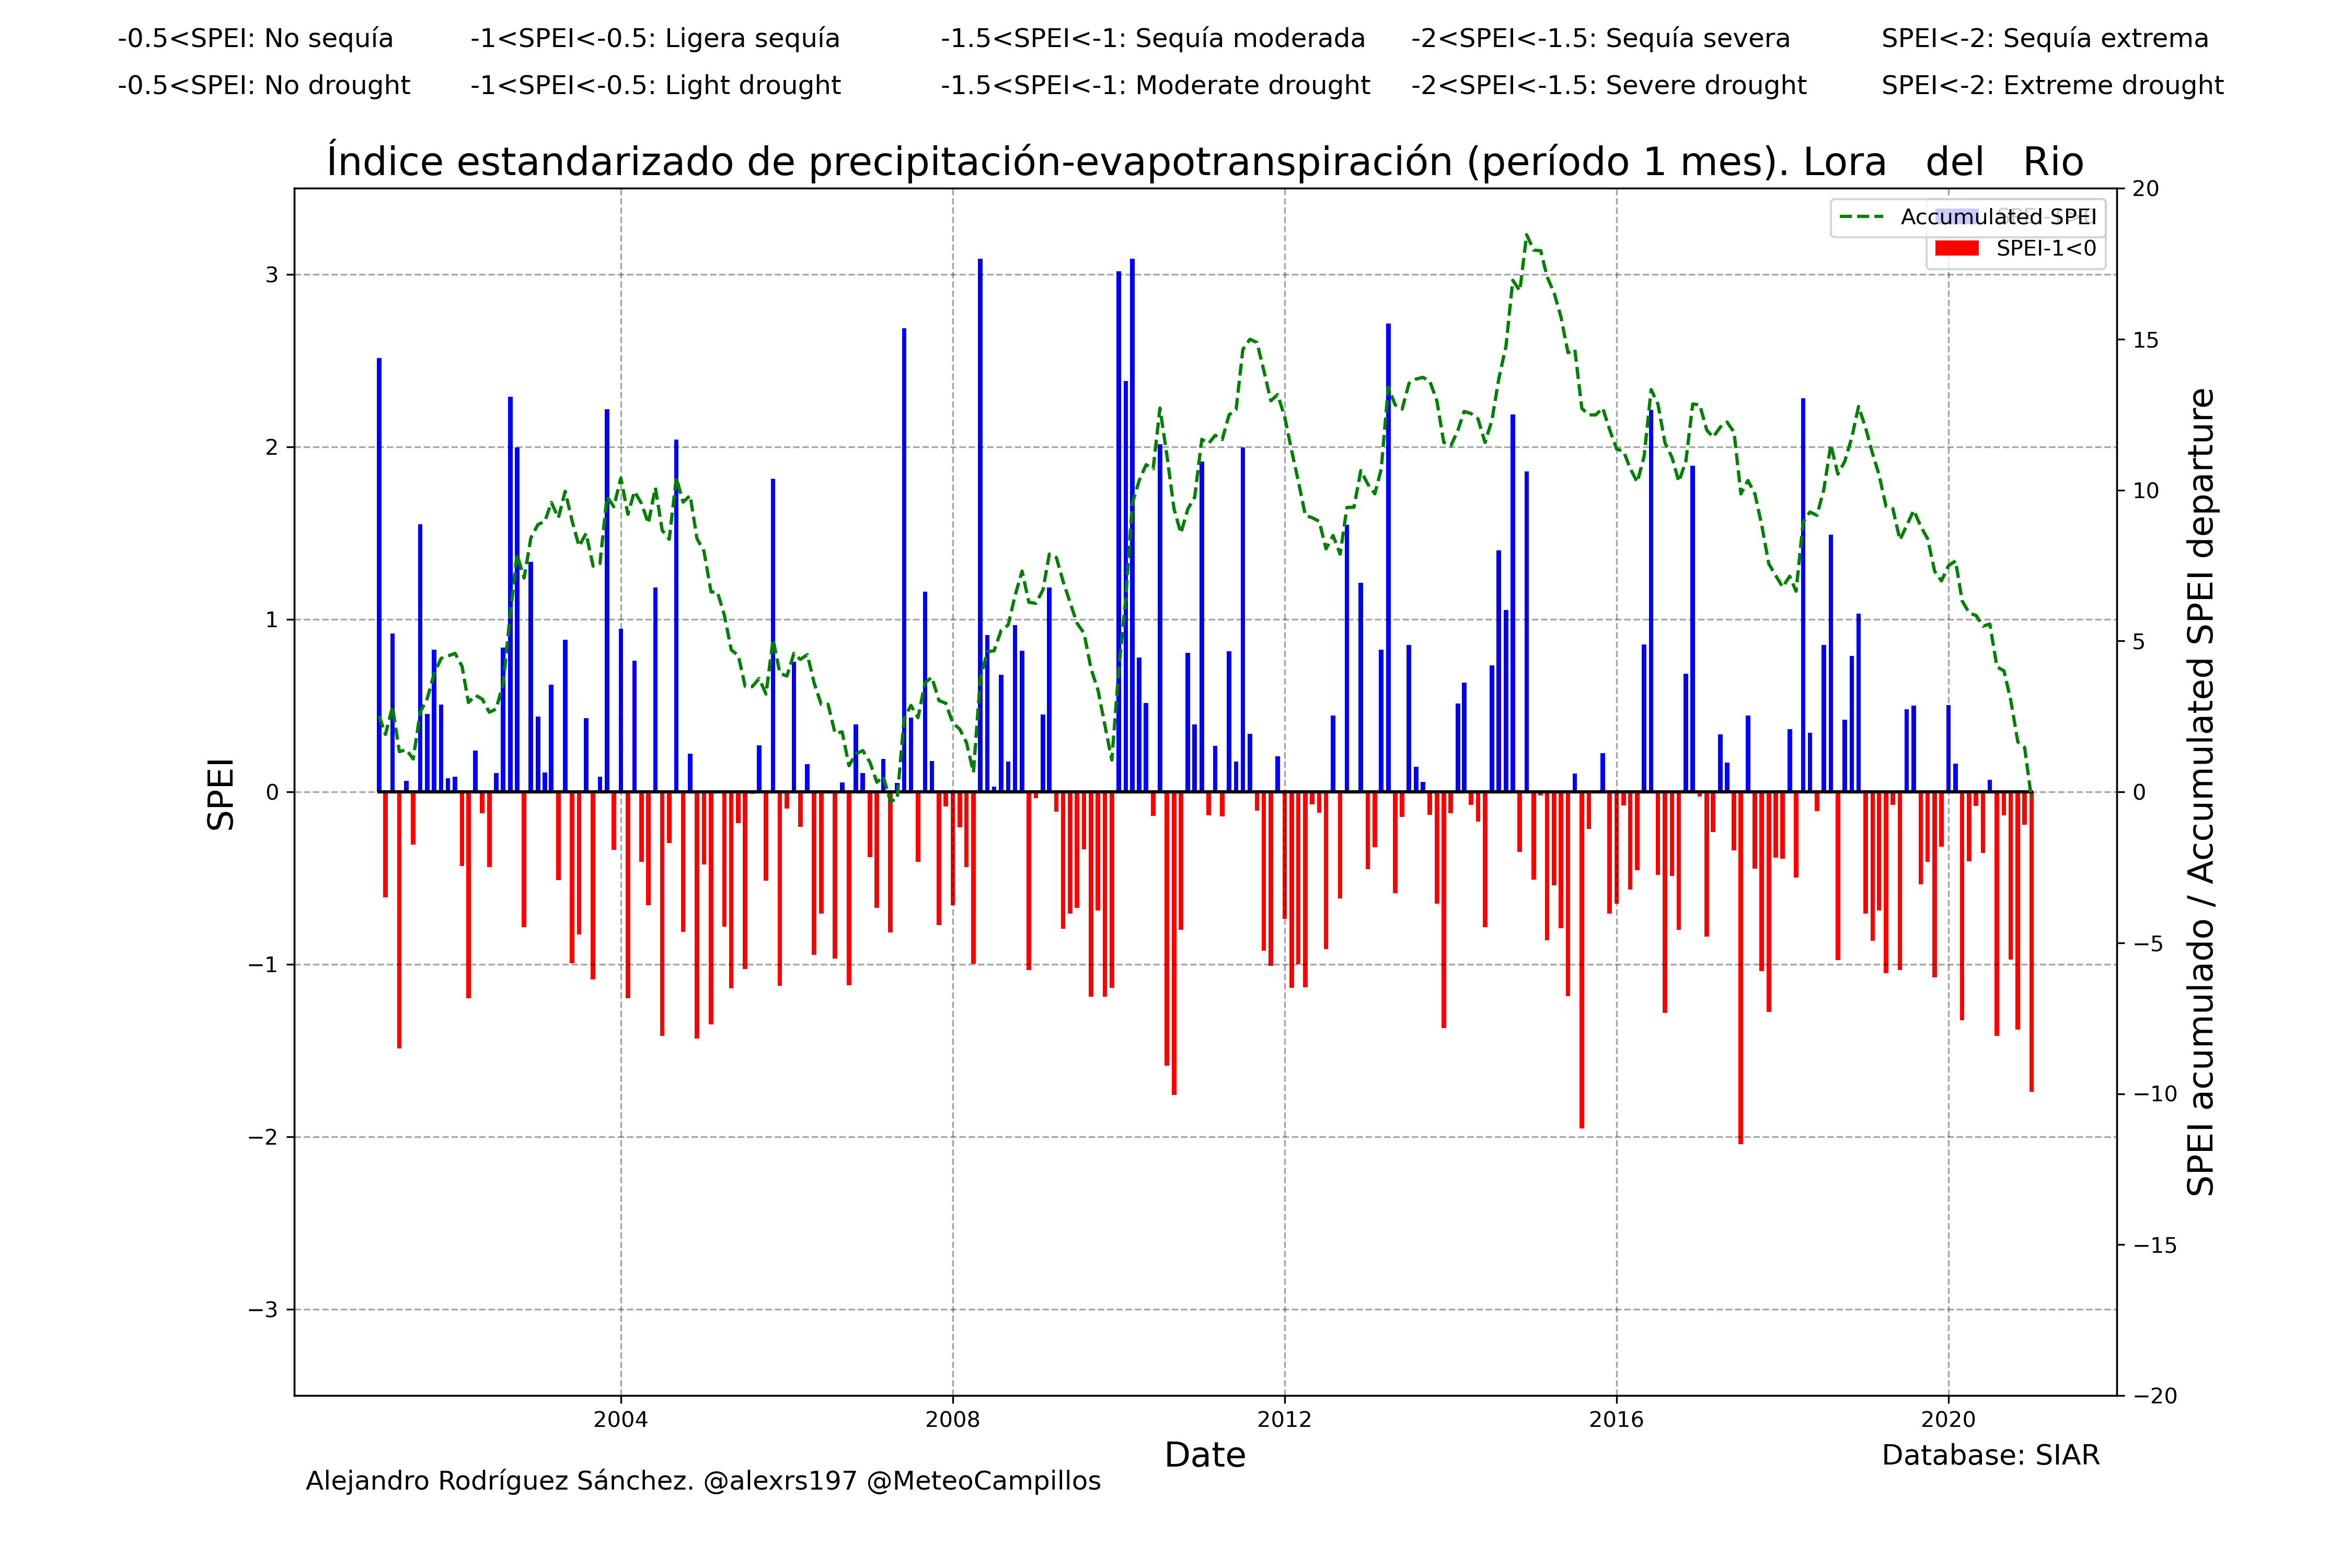 -0.5<SPEI: No sequía -1<SPEI<-0.5: Ligera sequía -1.5<SPEI<-1: Sequía moderada -2<SPEI<-1.5: Sequía severa SPEI<-2: Sequía extrema
-0.5<SPEI: No drought -1<SPEI<-0.5: Light drought -1.5<SPEI<-1: Moderate drought -2<SPEI<-1.5: Severe drought SPEI<-2: Extreme drought
Índice estandarizado de precipitación-evapotranspiración (período 1 mes). Lora del Rio
Accumulated SPEI
SPEI-1<0
SPEI
3
2
1
0
−1
−2
−3
20
15
10
5
0
−5
−10
−15
−20
SPEI acumulado / Accumulated SPEI departure
2004 2008 2012 2016 2020
Date
Database: SIAR
Alejandro Rodríguez Sánchez. @alexrs197 @MeteoCampillos